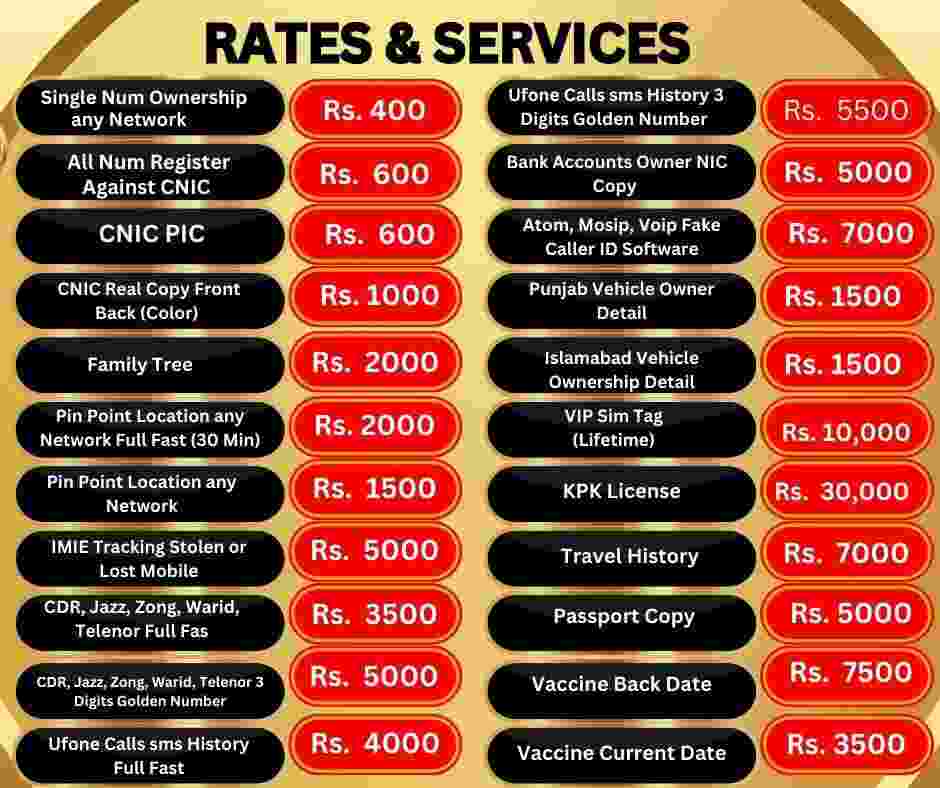 RATES & SERVICES
Single Num Ownership
any Network
Rs. 400
All Num Register
Against CNIC
Rs. 600
CNIC PIC
Rs. 600
CNIC Real Copy Front
Back (Color)
Rs. 1000
Family Tree
Rs. 2000
Pin Point Location any
Network Full Fast (30 Min)
Rs. 2000
Pin Point Location any
Network
Rs. 1500
IMIE Tracking Stolen or
Lost Mobile
Rs. 5000
CDR, Jazz, Zong, Warid,
Telenor Full Fas
Rs. 3500
CDR, Jazz, Zong, Warid, Telenor 3
Digits Golden Number
Rs. 5000
Ufone Calls sms History
Full Fast
Rs. 4000
Ufone Calls sms History 3
Digits Golden Number
Rs. 5500
Bank Accounts Owner NIC
Copy
Rs. 5000
Atom, Mosip, Voip Fake
Caller ID Software
Rs. 7000
Punjab Vehicle Owner
Detail
Rs. 1500
Islamabad Vehicle
Ownership Detail
Rs. 1500
VIP Sim Tag
(Lifetime)
Rs. 10,000
KPK License
Rs. 30,000
Travel History
Rs. 7000
Passport Copy
Rs. 5000
Vaccine Back Date
Rs. 7500
Vaccine Current Date
Rs. 3500